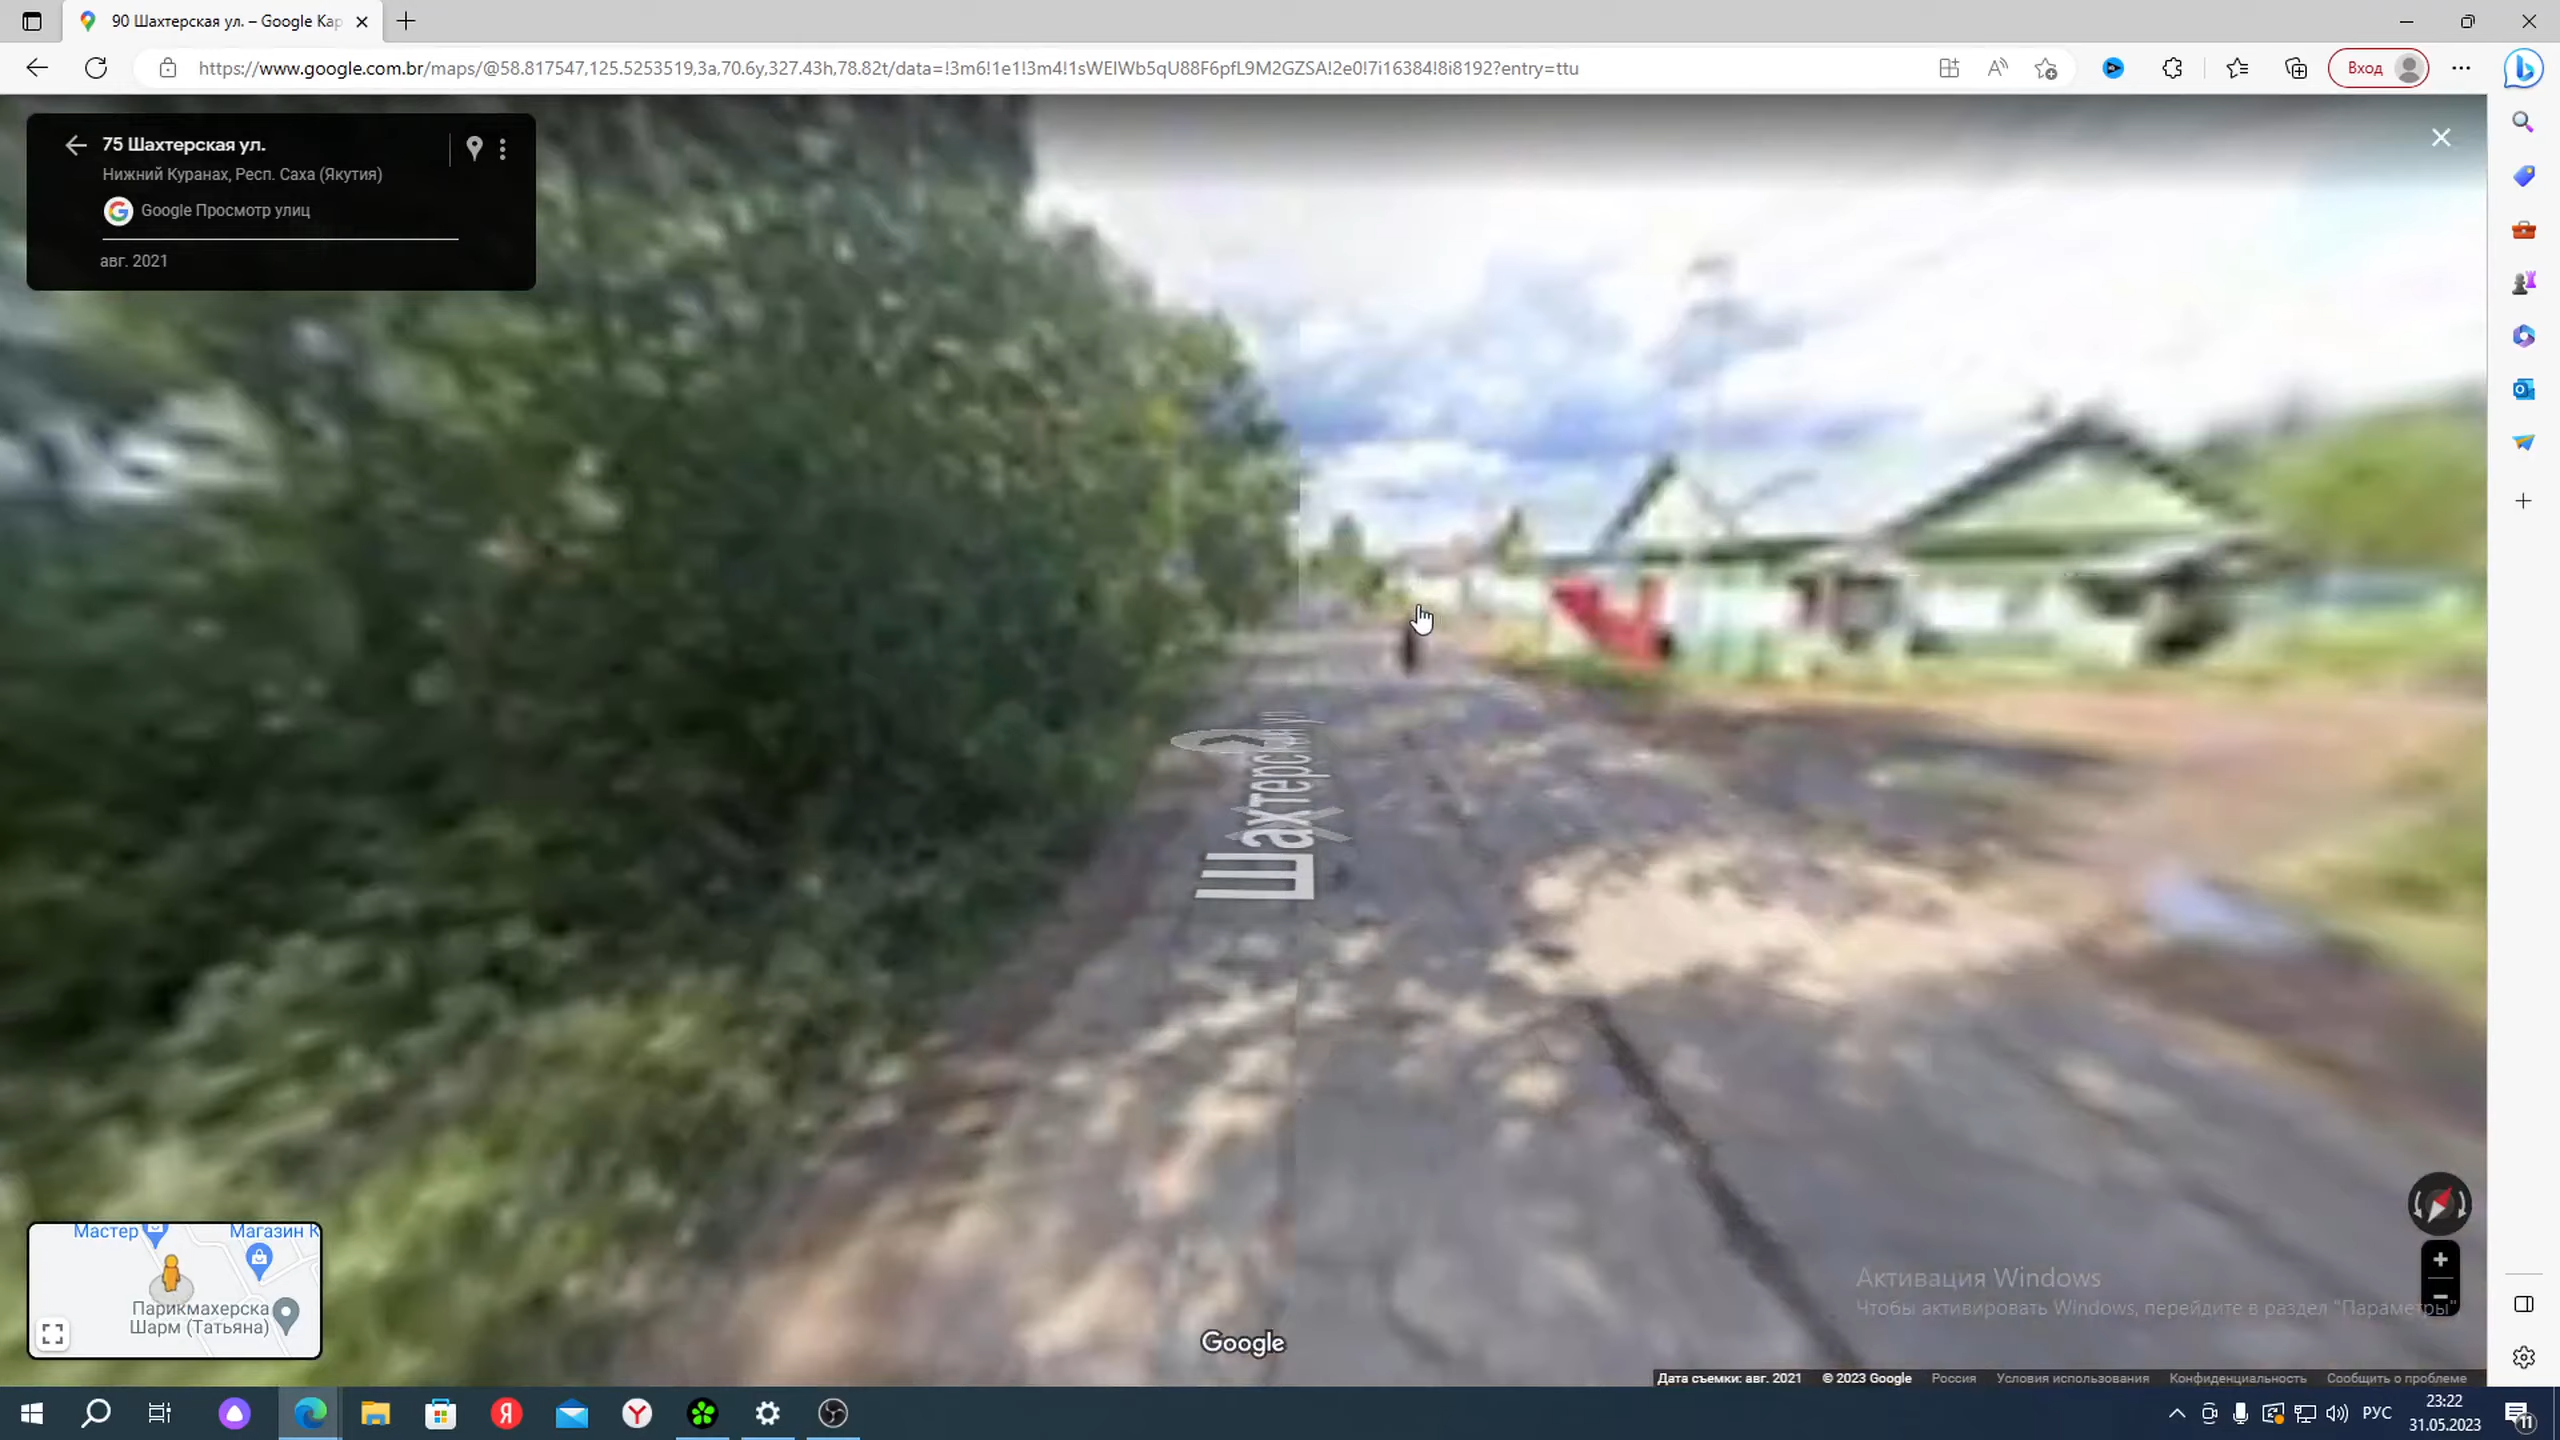 90 Шахтерская ул. – Google Кар
https://www.google.com.br/maps/@58.817547,125.5253519,3a,70.6y,327.43h,78.82t/data=!3m6!1e1!3m4!1sWEIWb5qU88F6pfL9M2GZSA!2e0!7i16384!8i8192?entry=ttu
Вход
75 Шахтерская ул.
Нижний Куранах, Респ. Саха (Якутия)
Google Просмотр улиц
авг. 2021
Шахтерская ул
Мастер
Магазин К
Парикмахерска
Шарм (Татьяна)
Google
Активация Windows
Чтобы активировать Windows, перейдите в раздел "Параметры"
Дата съемки: авг. 2021 © 2023 Google Россия Условия использования Конфиденциальность Сообщить о проблеме
РУС
23:22
31.05.2023
11